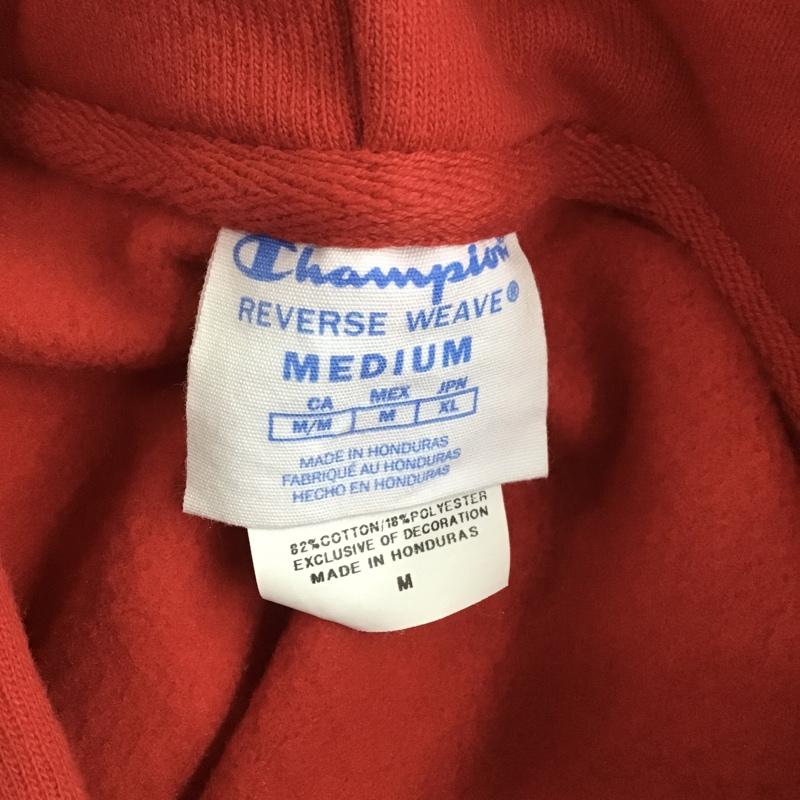 Champion
REVERSE WEAVE®
MEDIUM
CA MEX JPN
M/M M XL
MADE IN HONDURAS
FABRIQUÉ AU HONDURAS
HECHO EN HONDURAS
82%COTTON/18%POLYESTER
EXCLUSIVE OF DECORATION
MADE IN HONDURAS
M